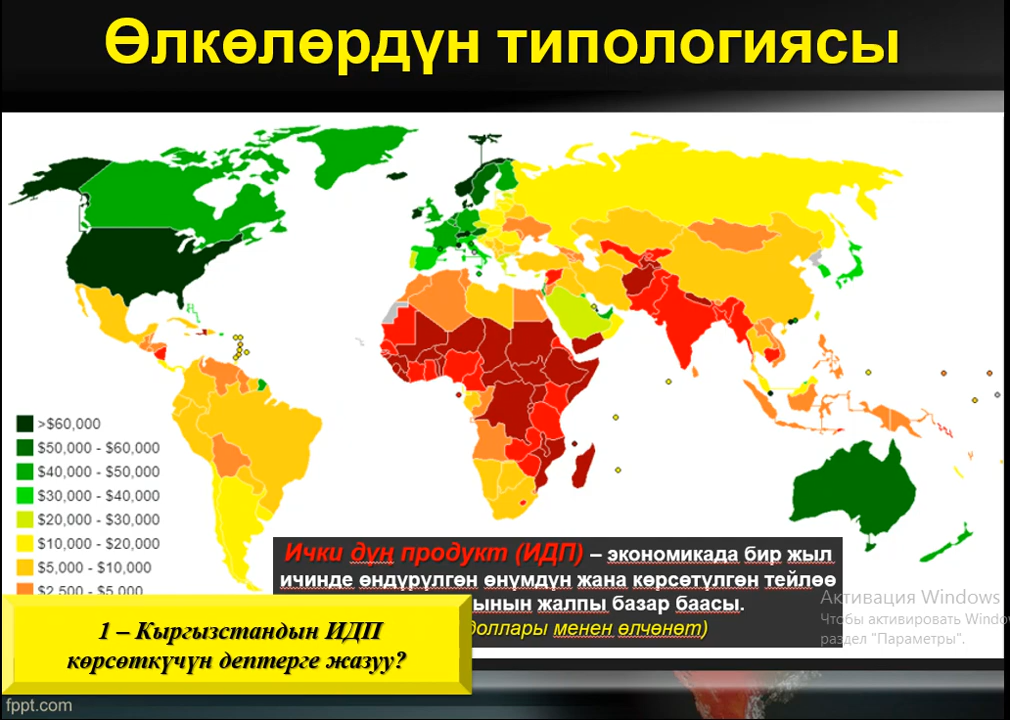 Өлкөлөрдүн типологиясы
>$60,000
$50,000 - $60,000
$40,000 - $50,000
$30,000 - $40,000
$20,000 - $30,000
$10,000 - $20,000
$5,000 - $10,000
$2,500 - $5,000
Ички дүң продукт (ИДП) – экономикада бир жыл
ичинде өндүрүлгөн өнүмдүн жана көрсөтүлгөн тейлөө
ынын жалпы базар баасы.
доллары менен өлчөнөт)
1 – Кыргызстандын ИДП
көрсөткүчүн дептерге жазуу?
Активация Windows
Чтобы активировать Windo
раздел "Параметры".
fppt.com